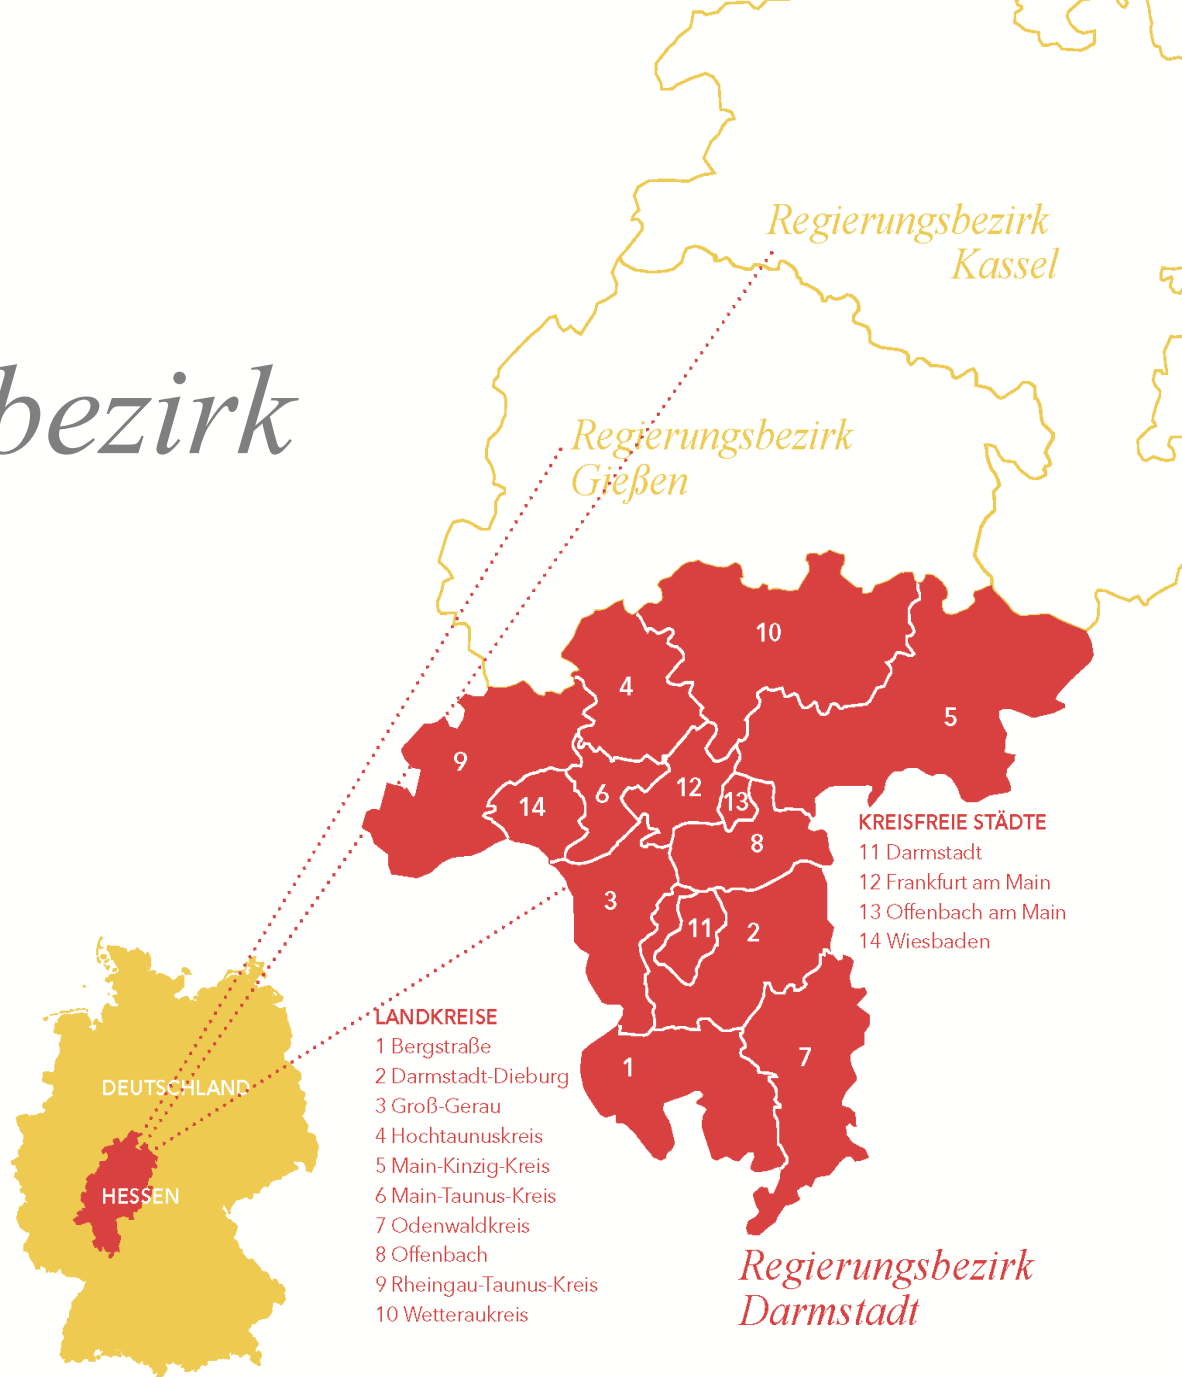 Regierungsbezirk
Kassel
bezirk
Regierungsbezirk
Gießen
10
4
5
9
12
6
13
14
8
3
11
2
1
7
KREISFREIE STÄDTE
11 Darmstadt
12 Frankfurt am Main
13 Offenbach am Main
14 Wiesbaden
DEUTSCHLAND
HESSEN
LANDKREISE
1 Bergstraße
2 Darmstadt-Dieburg
3 Groß-Gerau
4 Hochtaunuskreis
5 Main-Kinzig-Kreis
6 Main-Taunus-Kreis
7 Odenwaldkreis
8 Offenbach
9 Rheingau-Taunus-Kreis
10 Wetteraukreis
Regierungsbezirk
Darmstadt